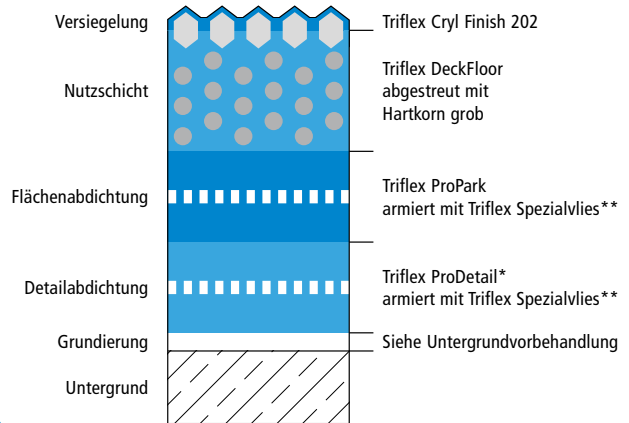 Versiegelung
Triflex Cryl Finish 202
Nutzschicht
Triflex DeckFloor
abgestreut mit
Hartkorn grob
Flächenabdichtung
Triflex ProPark
armiert mit Triflex Spezialvlies**
Detailabdichtung
Triflex ProDetail*
armiert mit Triflex Spezialvlies**
Grundierung
Siehe Untergrundvorbehandlung
Untergrund